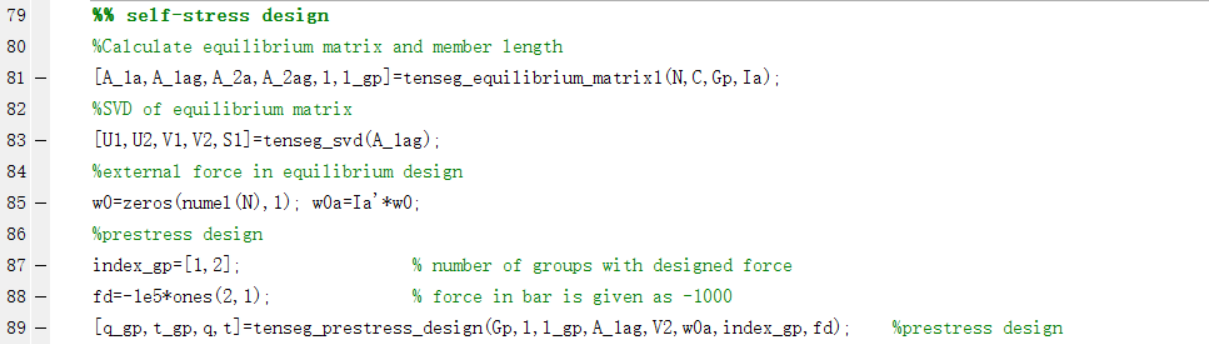 79 %% self-stress design
80 %Calculate equilibrium matrix and member length
81 – [A_1a,A_1ag,A_2a,A_2ag,l,l_gp]=tenseg_equilibrium_matrix1(N,C,Gp,Ia);
82 %SVD of equilibrium matrix
83 – [U1,U2,V1,V2,S1]=tenseg_svd(A_1ag);
84 %external force in equilibrium design
85 – w0=zeros(numel(N),1); w0a=Ia'*w0;
86 %prestress design
87 – index_gp=[1,2]; % number of groups with designed force
88 – fd=-1e5*ones(2,1); % force in bar is given as -1000
89 – [q_gp,t_gp,q,t]=tenseg_prestress_design(Gp,l,l_gp,A_1ag,V2,w0a,index_gp,fd); %prestress design